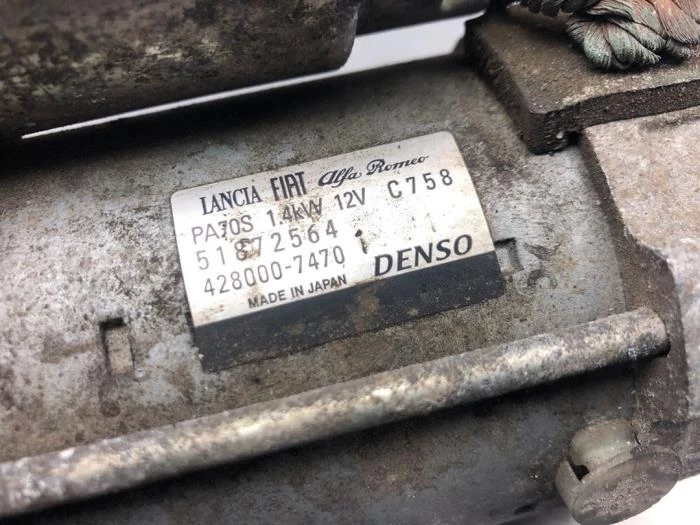 LANCIA FIAT Alfa Romeo
PA70S 1.4kW 12V C758
51872564
428000-7470 DENSO
MADE IN JAPAN